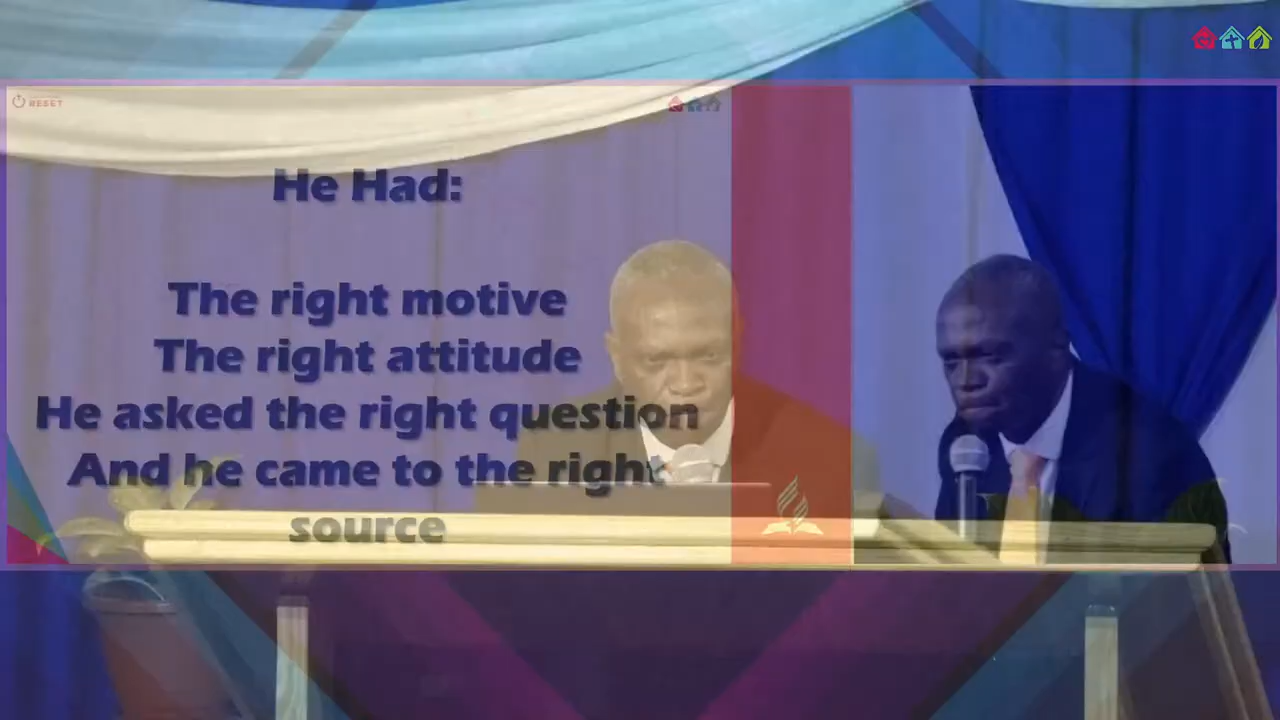 RESET
He Had:
The right motive
The right attitude
He asked the right question
And he came to the right
source